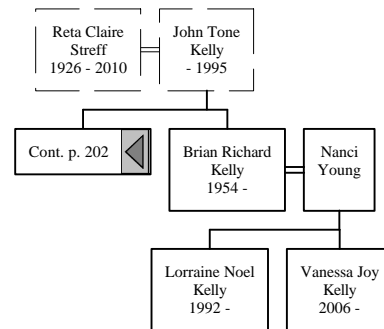 Reta Claire
Streff
1926 - 2010
John Tone
Kelly
- 1995
Cont. p. 202
Brian Richard
Kelly
1954 -
Nanci
Young
Lorraine Noel
Kelly
1992 -
Vanessa Joy
Kelly
2006 -